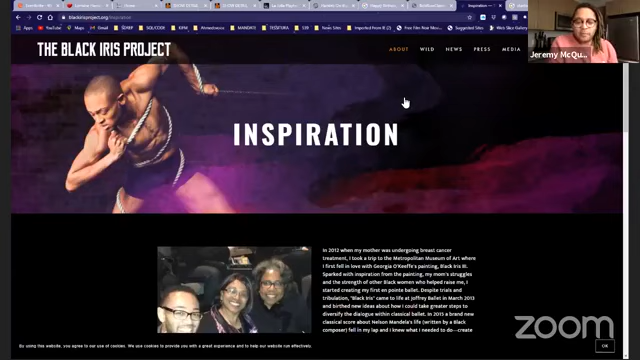 blackirisproject.org/inspiration
THE BLACK IRIS PROJECT
ABOUT WILD NEWS PRESS MEDIA
Jeremy McQu...
INSPIRATION
In 2012 when my mother was undergoing breast cancer
treatment, I took a trip to the Metropolitan Museum of Art where
I first fell in love with Georgia O'Keeffe's painting, Black Iris III.
Sparked with inspiration from the painting, my mom's struggles
and the strength of other Black women who helped raise me, I
started creating my first en pointe ballet. Despite trials and
tribulation, "Black Iris" came to life at Joffrey Ballet in March 2013
and birthed new ideas about how I could take greater steps to
diversify the dialogue within classical ballet. In 2015 a brand new
classical score about Nelson Mandela's life (written by a Black
composer) fell in my lap and I knew what I needed to do—create
By using this website, you agree to our use of cookies. We use cookies to provide you with a great experience and to help our website run effectively.
OK
zoom